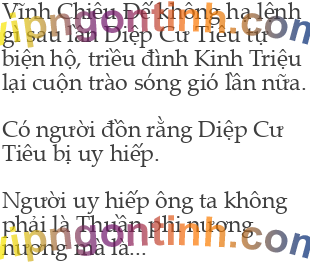 Vĩnh Chiêu Đế không hạ lệnh
gì sau lần Diệp Cư Tiêu tự
biện hộ, triều đình Kinh Triệu
lại cuộn trào sóng gió lần nữa.
Có người đồn rằng Diệp Cư
Tiêu bị uy hiếp.
Người uy hiếp ông ta không
phải là Thuần phi nương
nương mà là...
vipngontinh.com
vipngontinh.com